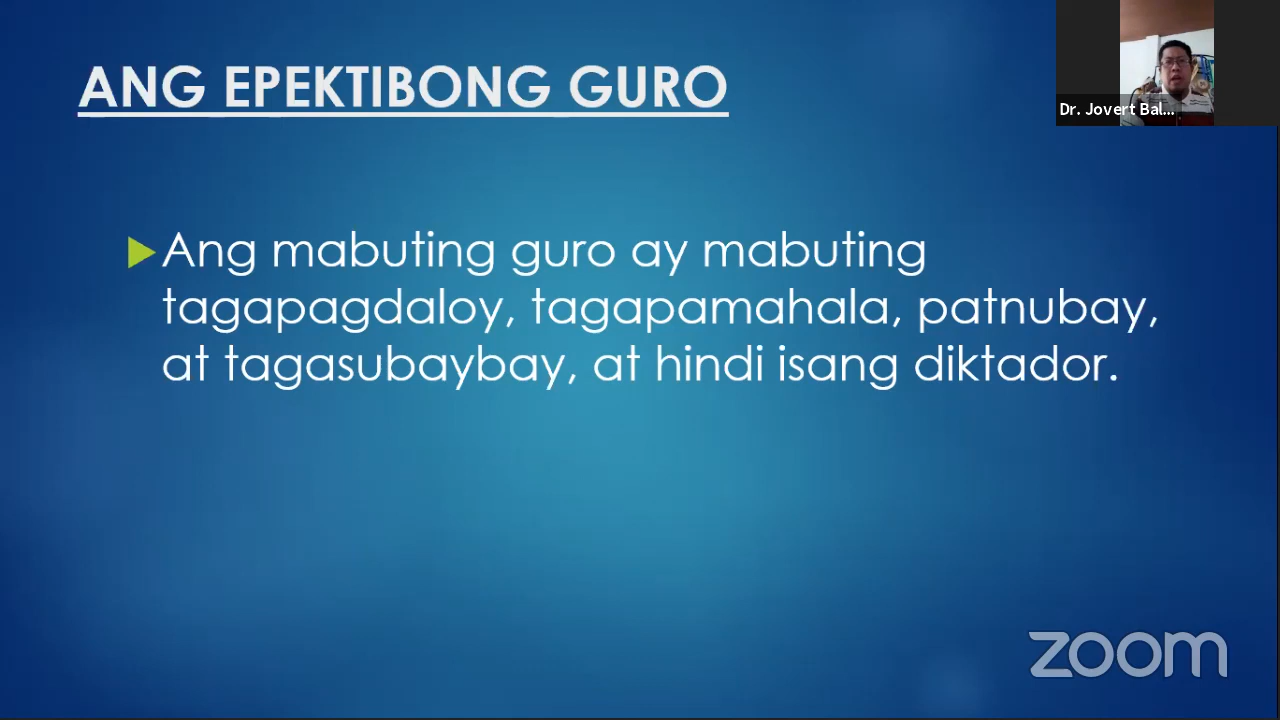 ANG EPEKTIBONG GURO
Dr. Jovert Bal...
Ang mabuting guro ay mabuting
tagapagdaloy, tagapamahala, patnubay,
at tagasubaybay, at hindi isang diktador.
zoom